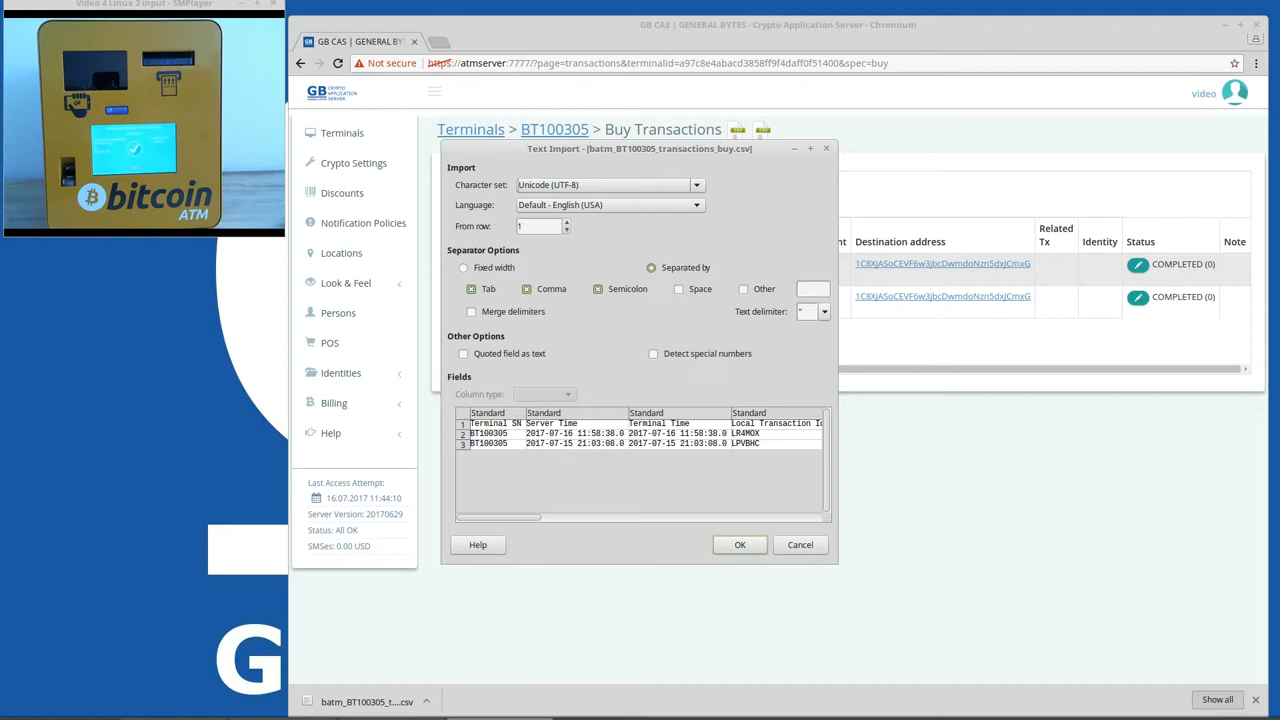 Video 4 Linux 2 input - SMPlayer
bitcoin
ATM
G
GB CAS | GENERAL BYTES - Crypto Application Server - Chromium
GB CAS | GENERAL BY
Not secure
https://atmserver:7777/?page=transactions&terminalid=a97c8e4abacd3858ff9f4daff0f51400&spec=buy
GB CRYPTO APPLICATION SERVER
video
Terminals
Crypto Settings
Discounts
Notification Policies
Locations
Look & Feel
Persons
POS
Identities
Billing
Help
Last Access Attempt:
16.07.2017 11:44:10
Server Version: 20170629
Status: All OK
SMSes: 0.00 USD
Terminals > BT100305 > Buy Transactions
Destination address
Related Tx
Identity
Status
Note
1C8XJASoCEVF6w3jbcDwmdoNzn5dxJCmxG
COMPLETED (0)
1C8XJASoCEVF6w3jbcDwmdoNzn5dxJCmxG
COMPLETED (0)
Text Import - [batm_BT100305_transactions_buy.csv]
Import
Character set: Unicode (UTF-8)
Language: Default - English (USA)
From row: 1
Separator Options
Fixed width
Separated by
Tab
Comma
Semicolon
Space
Other
Merge delimiters
Text delimiter: "
Other Options
Quoted field as text
Detect special numbers
Fields
Column type:
Standard Standard Standard Standard
1 Terminal SN Server Time Terminal Time Local Transaction Id
2 BT100305 2017-07-16 11:58:38.0 2017-07-16 11:58:38.0 LR4MOX
3 BT100305 2017-07-15 21:03:08.0 2017-07-15 21:03:08.0 LPVBHC
Help
OK
Cancel
batm_BT100305_t....csv
Show all